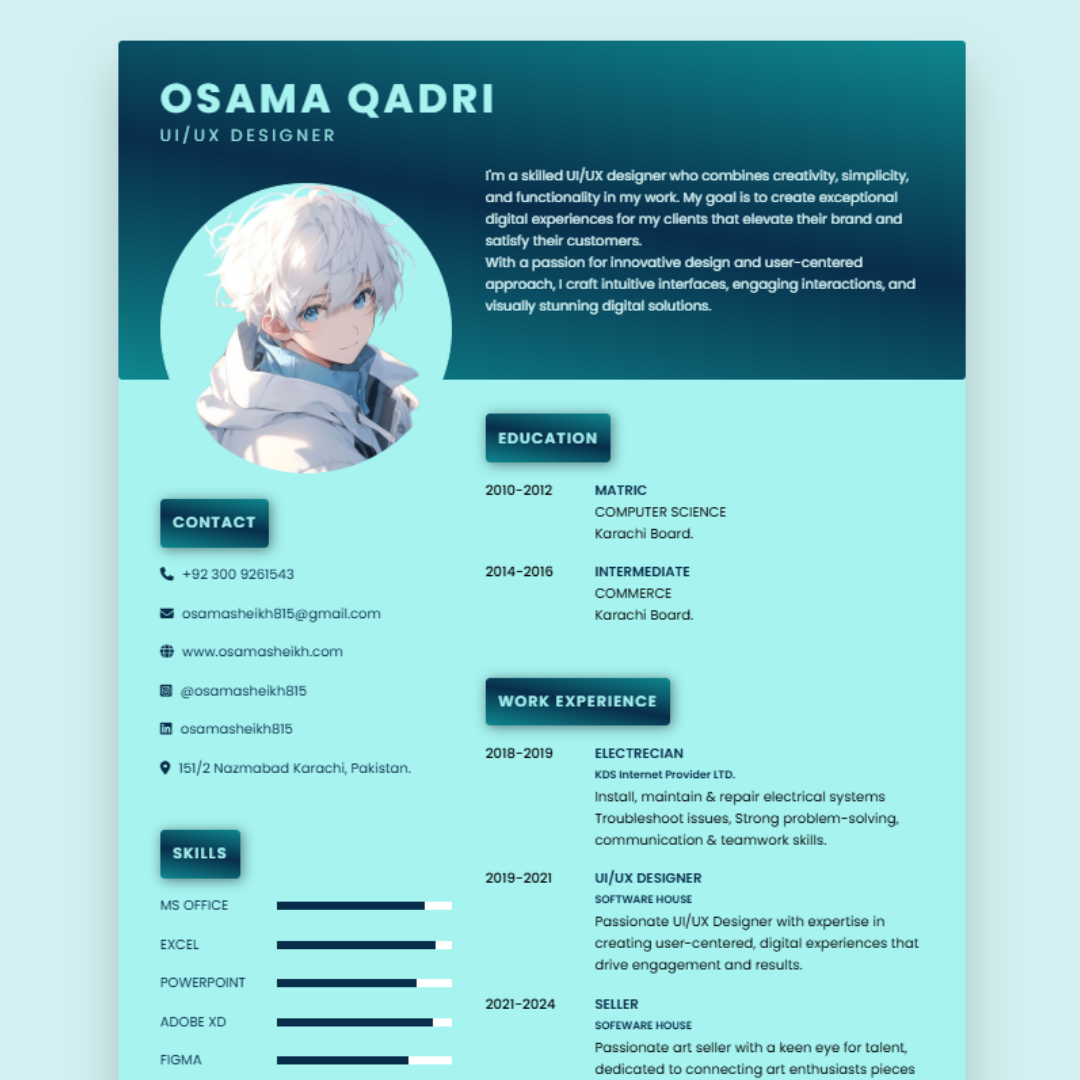 OSAMA QADRI
UI/UX DESIGNER
I'm a skilled UI/UX designer who combines creativity, simplicity,
and functionality in my work. My goal is to create exceptional
digital experiences for my clients that elevate their brand and
satisfy their customers.
With a passion for innovative design and user-centered
approach, I craft intuitive interfaces, engaging interactions, and
visually stunning digital solutions.
CONTACT
+92 300 9261543
osamasheikh815@gmail.com
www.osamasheikh.com
@osamasheikh815
osamasheikh815
151/2 Nazmabad Karachi, Pakistan.
SKILLS
MS OFFICE
EXCEL
POWERPOINT
ADOBE XD
FIGMA
EDUCATION
2010-2012 MATRIC
COMPUTER SCIENCE
Karachi Board.
2014-2016 INTERMEDIATE
COMMERCE
Karachi Board.
WORK EXPERIENCE
2018-2019 ELECTRECIAN
KDS Internet Provider LTD.
Install, maintain & repair electrical systems
Troubleshoot issues, Strong problem-solving,
communication & teamwork skills.
2019-2021 UI/UX DESIGNER
SOFTWARE HOUSE
Passionate UI/UX Designer with expertise in
creating user-centered, digital experiences that
drive engagement and results.
2021-2024 SELLER
SOFEWARE HOUSE
Passionate art seller with a keen eye for talent,
dedicated to connecting art enthusiasts pieces